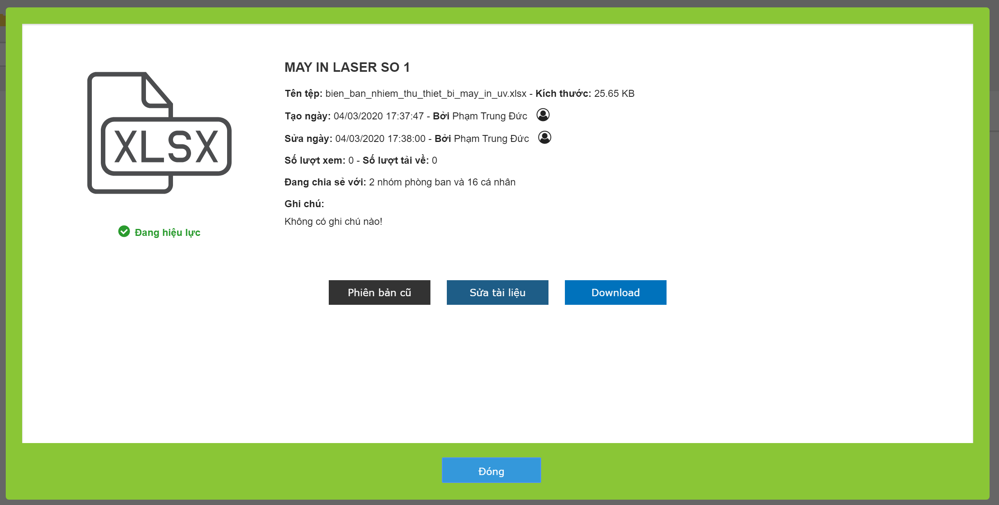 MAY IN LASER SO 1
Tên tệp: bien_ban_nhiem_thu_thiet_bi_may_in_uv.xlsx - Kích thước: 25.65 KB
Tạo ngày: 04/03/2020 17:37:47 - Bởi Phạm Trung Đức
Sửa ngày: 04/03/2020 17:38:00 - Bởi Phạm Trung Đức
Số lượt xem: 0 - Số lượt tải về: 0
Đang chia sẻ với: 2 nhóm phòng ban và 16 cá nhân
Ghi chú:
Không có ghi chú nào!
XLSX
Đang hiệu lực
Phiên bản cũ
Sửa tài liệu
Download
Đóng